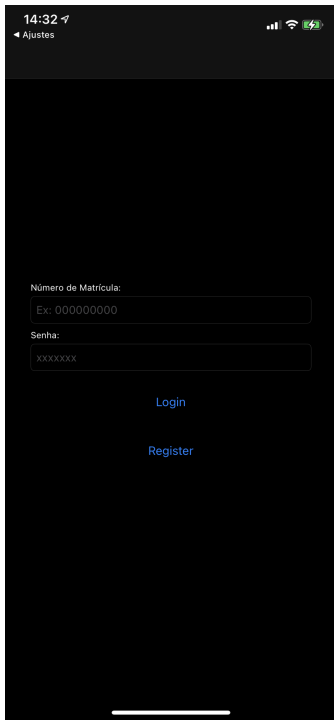 14:32
◀ Ajustes
Número de Matrícula:
Ex: 000000000
Senha:
xxxxxxx
Login
Register